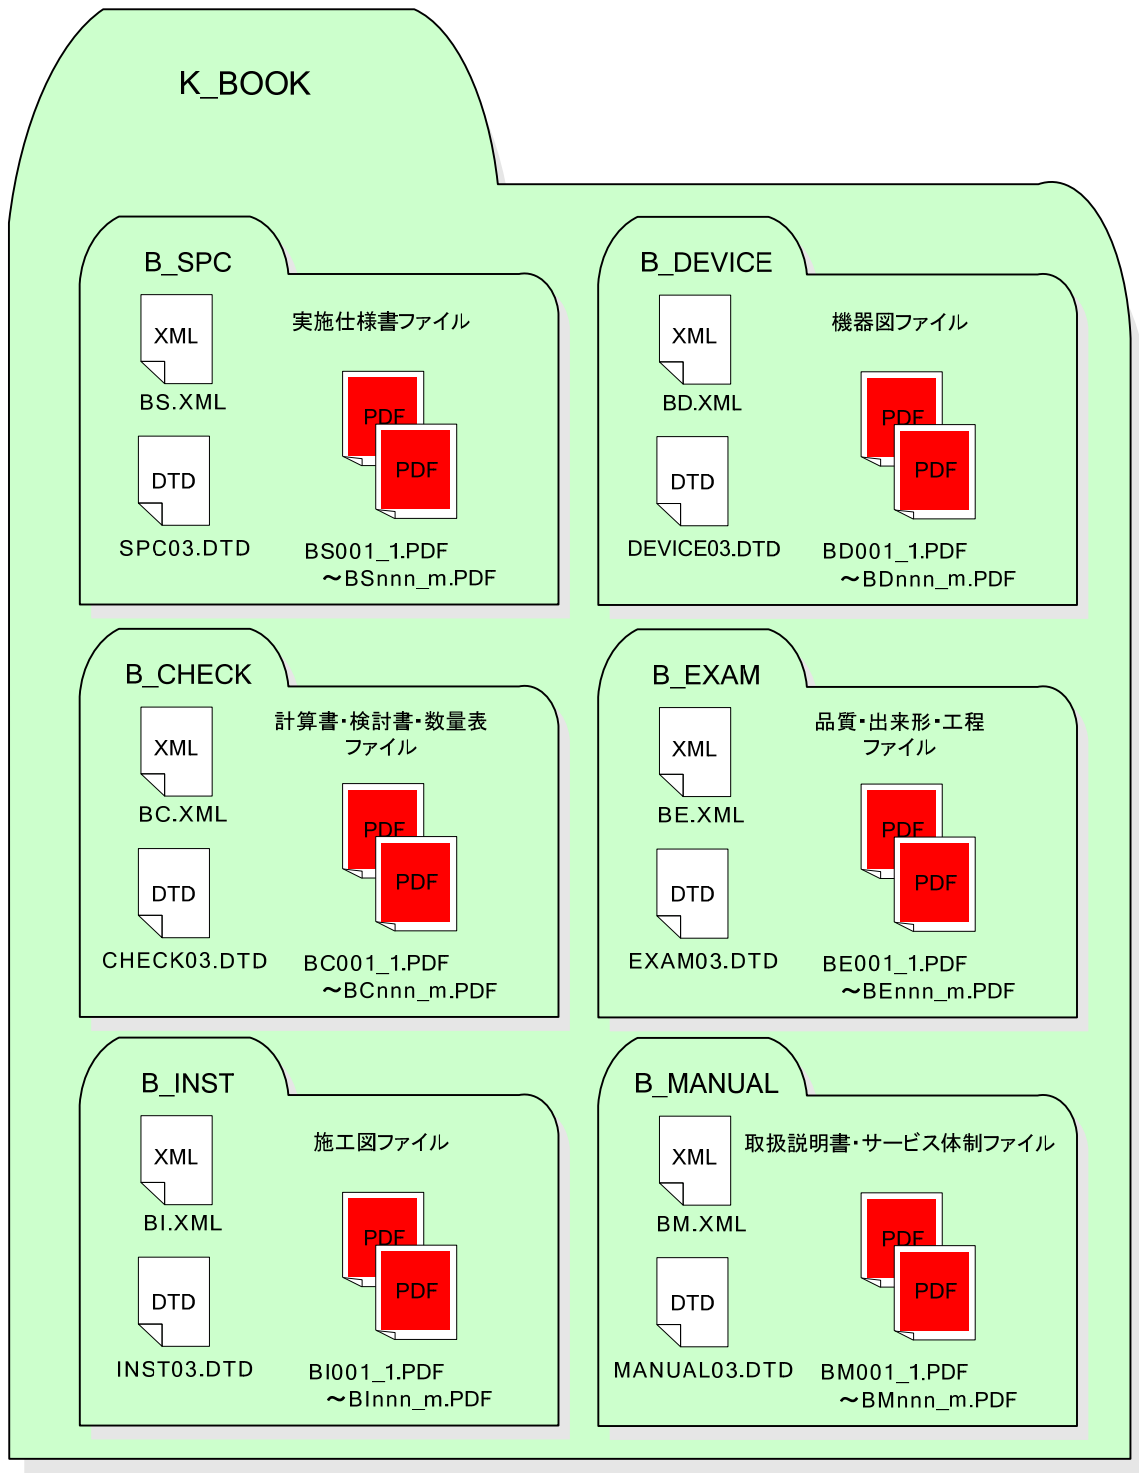 K_BOOK
B_SPC
XML
実施仕様書ファイル
BS.XML
PDF
PDF
DTD
SPC03.DTD
BS001_1.PDF
～BSnnn_m.PDF
B_DEVICE
XML
機器図ファイル
BD.XML
PDF
PDF
DTD
DEVICE03.DTD
BD001_1.PDF
～BDnnn_m.PDF
B_CHECK
計算書・検討書・数量表
ファイル
XML
BC.XML
PDF
PDF
DTD
CHECK03.DTD
BC001_1.PDF
～BCnnn_m.PDF
B_EXAM
品質・出来形・工程
ファイル
XML
BE.XML
PDF
PDF
DTD
EXAM03.DTD
BE001_1.PDF
～BEnnn_m.PDF
B_INST
XML
施工図ファイル
BI.XML
PDF
PDF
DTD
INST03.DTD
BI001_1.PDF
～BInnn_m.PDF
B_MANUAL
XML
取扱説明書・サービス体制ファイル
BM.XML
PDF
PDF
DTD
MANUAL03.DTD
BM001_1.PDF
～BMnnn_m.PDF